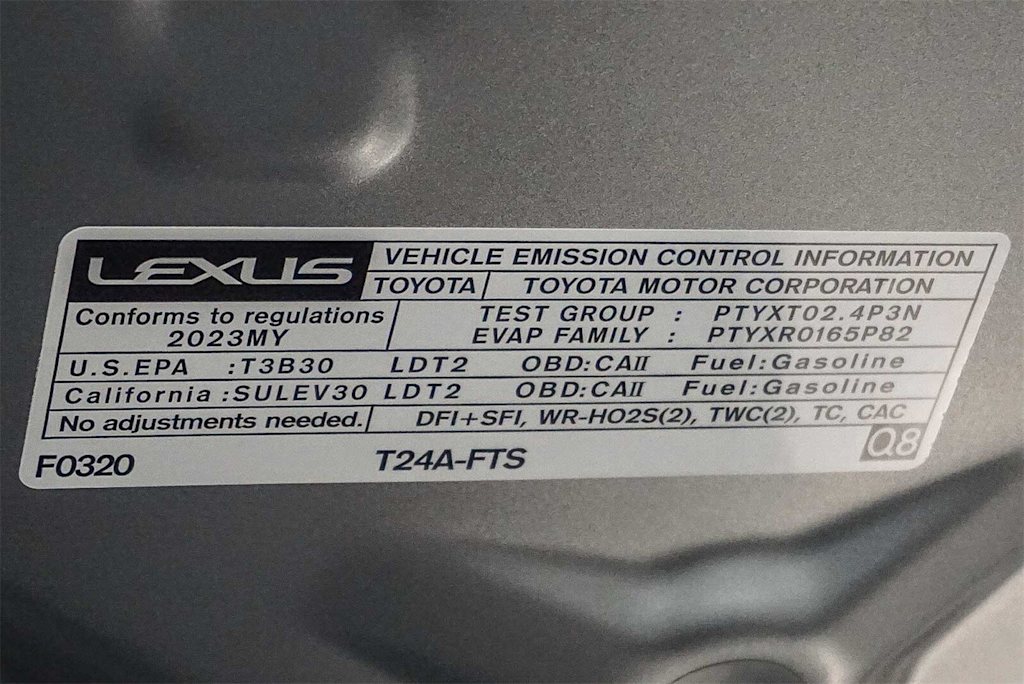 LEXUS
VEHICLE EMISSION CONTROL INFORMATION
TOYOTA TOYOTA MOTOR CORPORATION
Conforms to regulations
2023MY
TEST GROUP : PTYXT02.4P3N
EVAP FAMILY : PTYXR0165P82
U.S.EPA :T3B30 LDT2 OBD:CAII Fuel:Gasoline
California :SULEV30 LDT2 OBD:CAII Fuel:Gasoline
No adjustments needed. DFI+SFI, WR-HO2S(2), TWC(2), TC, CAC
F0320 T24A-FTS Q8